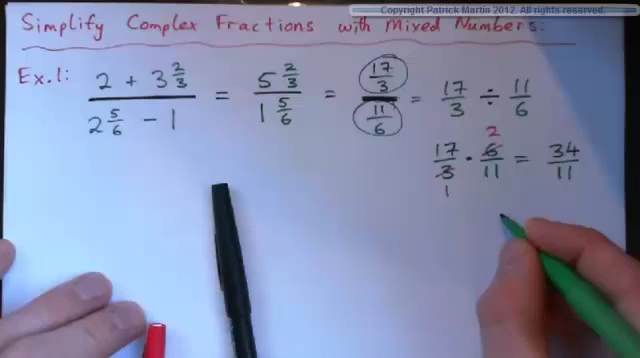 Copyright Patrick Martin 2012. All rights reserved.
Simplify Complex Fractions with Mixed Numbers:
Ex.1: (2 + 3 2/3) / (2 5/6 - 1) = (5 2/3) / (1 5/6) = (17/3) / (11/6) = 17/3 ÷ 11/6
2
17/3 · 6/11 = 34/11
1